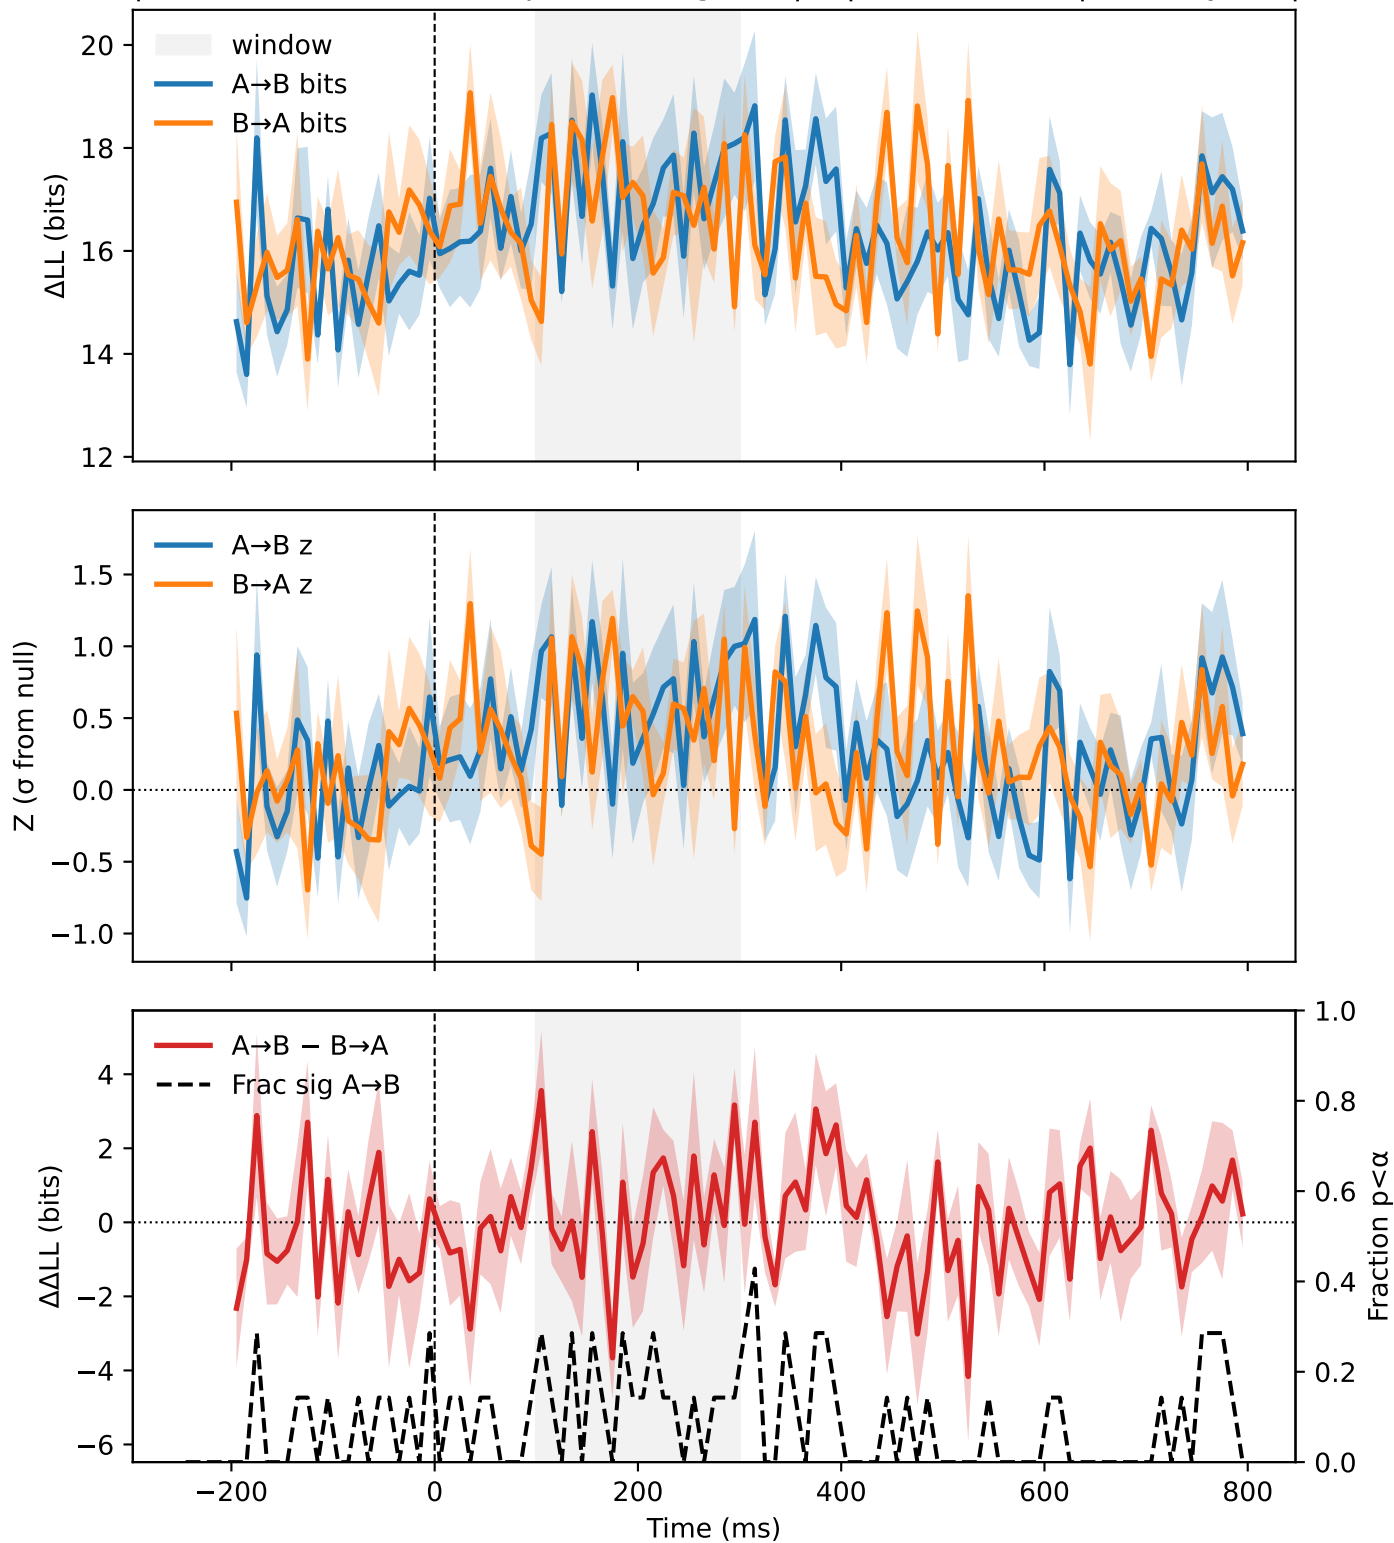 20
18
16
14
12
ΔLL (bits)
window
A→B bits
B→A bits
1.5
1.0
0.5
0.0
−0.5
−1.0
Z (σ from null)
A→B z
B→A z
4
2
0
−2
−4
−6
ΔΔLL (bits)
A→B − B→A
Frac sig A→B
1.0
0.8
0.6
0.4
0.2
0.0
Fraction p<α
−200
0
200
400
600
800
Time (ms)